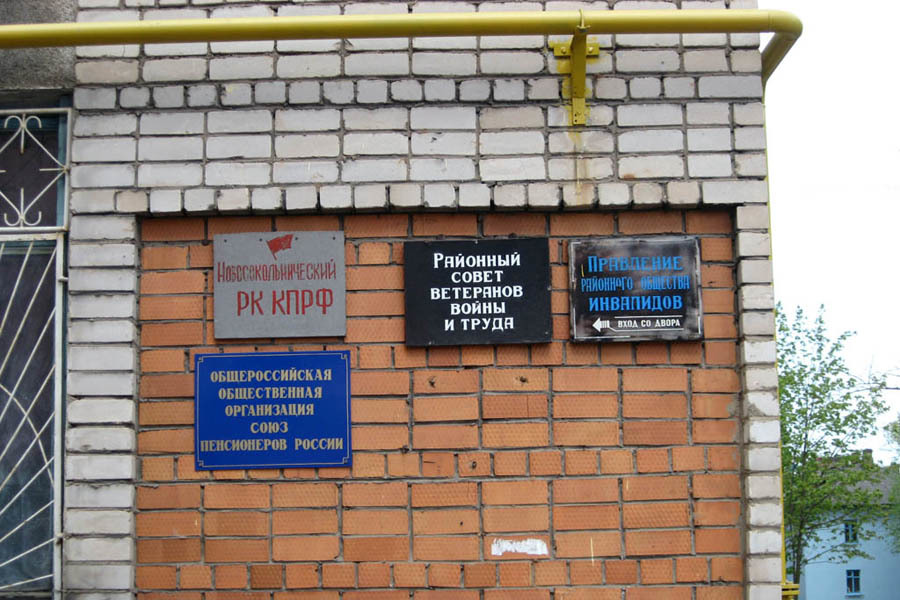 Новосокольнический
РК КПРФ
Районный
совет
ветеранов
войны
и труда
Правление
районного общества
инвалидов
вход со двора
Общероссийская
общественная
организация
Союз
пенсионеров России